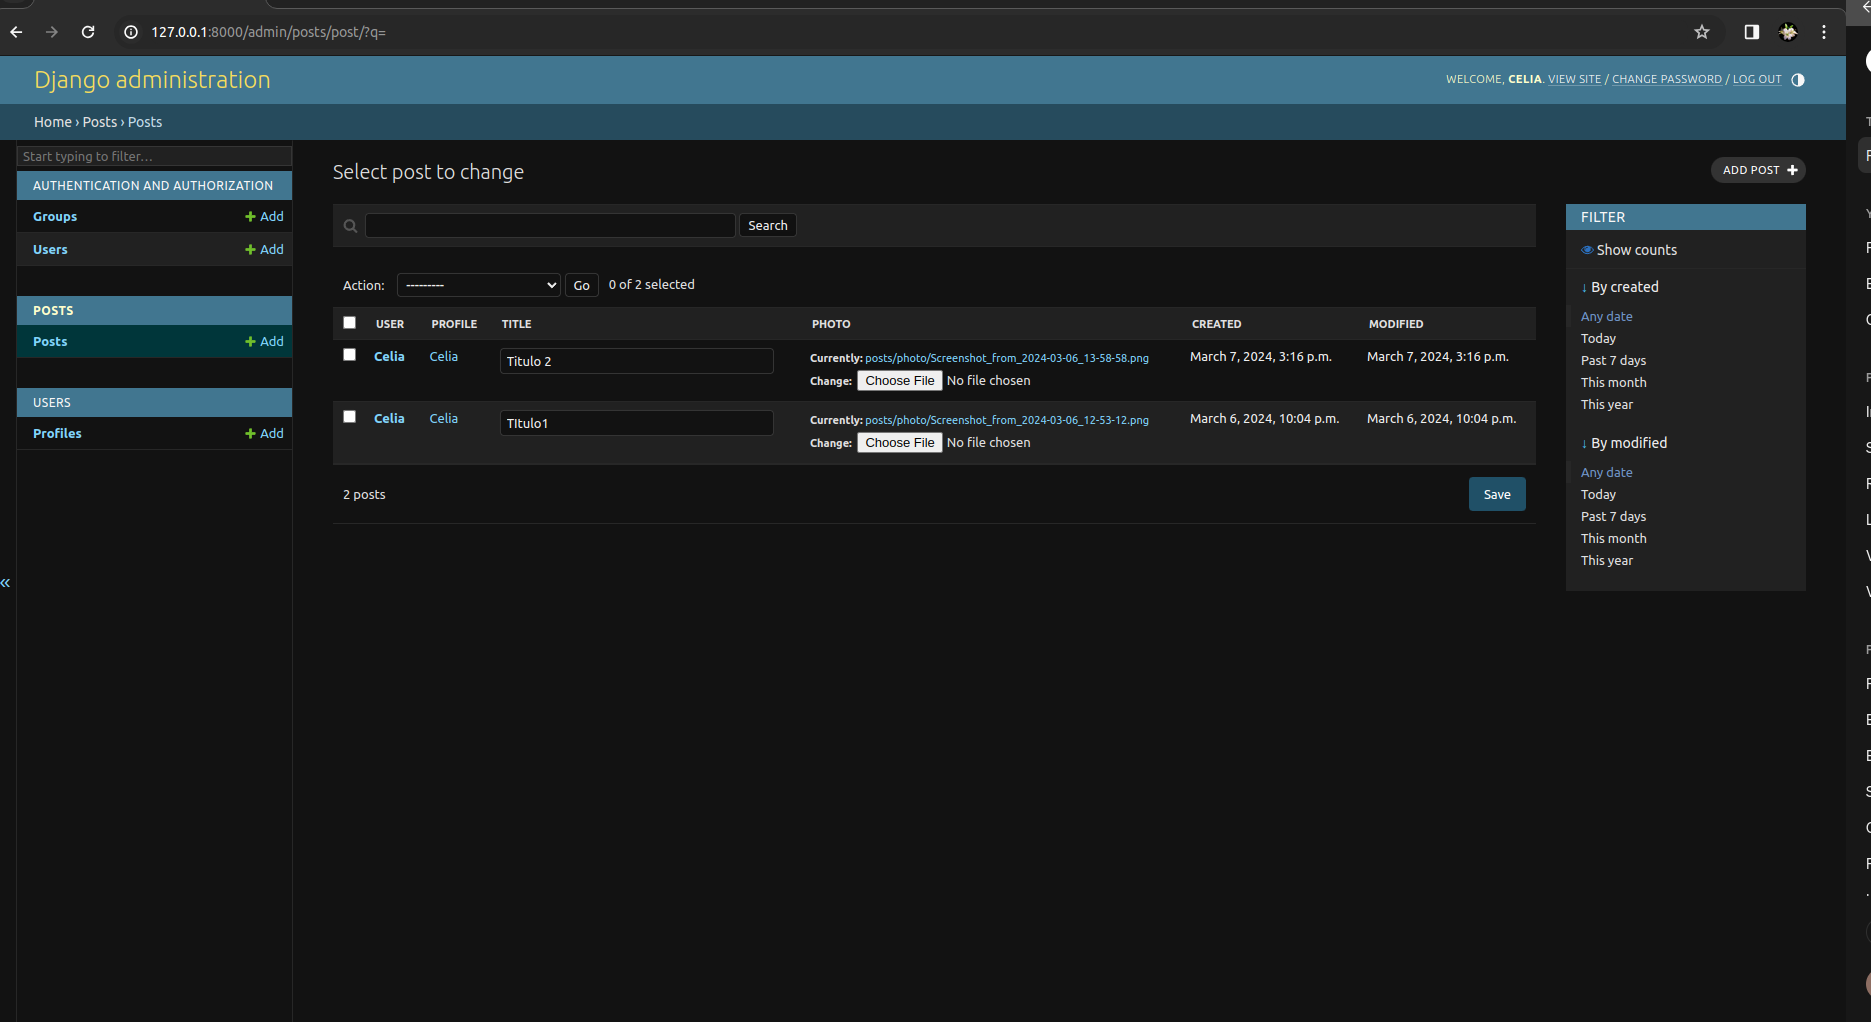 127.0.0.1:8000/admin/posts/post/?q=
Django administration
WELCOME, CELIA. VIEW SITE / CHANGE PASSWORD / LOG OUT
Home › Posts › Posts
Start typing to filter…
AUTHENTICATION AND AUTHORIZATION
Groups + Add
Users + Add
POSTS
Posts + Add
USERS
Profiles + Add
«
Select post to change
ADD POST +
Search
Action: --------- Go 0 of 2 selected
USER PROFILE TITLE PHOTO CREATED MODIFIED
Celia Celia Titulo 2 Currently: posts/photo/Screenshot_from_2024-03-06_13-58-58.png March 7, 2024, 3:16 p.m. March 7, 2024, 3:16 p.m.
Change: Choose File No file chosen
Celia Celia TItulo1 Currently: posts/photo/Screenshot_from_2024-03-06_12-53-12.png March 6, 2024, 10:04 p.m. March 6, 2024, 10:04 p.m.
Change: Choose File No file chosen
2 posts
Save
FILTER
Show counts
↓ By created
Any date
Today
Past 7 days
This month
This year
↓ By modified
Any date
Today
Past 7 days
This month
This year